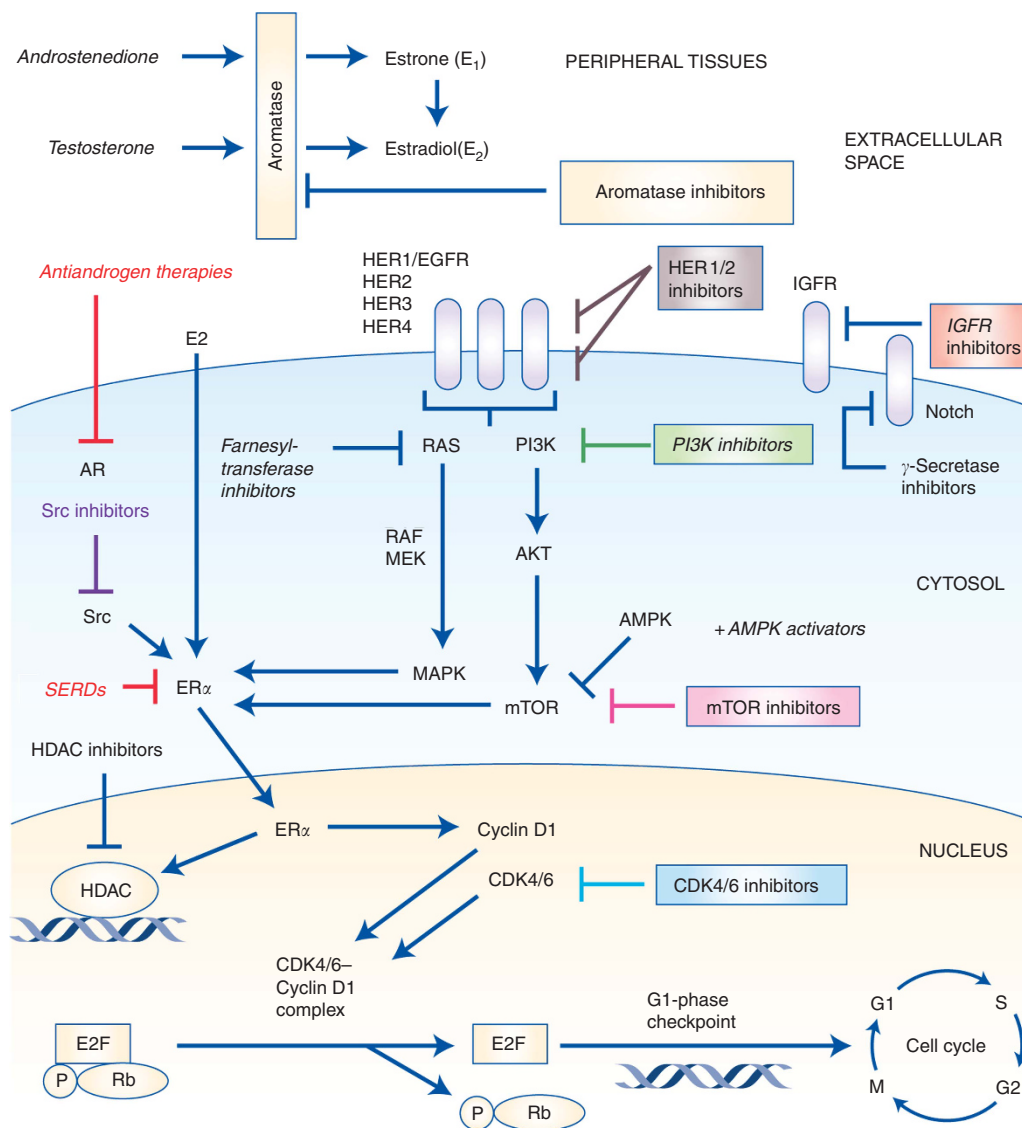 Androstenedione
Aromatase
Estrone (E1)
PERIPHERAL TISSUES
Testosterone
Estradiol(E2)
EXTRACELLULAR
SPACE
Aromatase inhibitors
Antiandrogen therapies
HER1/EGFR
HER2
HER3
HER4
HER1/2
inhibitors
IGFR
IGFR
inhibitors
E2
Notch
AR
Farnesyl-
transferase
inhibitors
RAS
PI3K
PI3K inhibitors
γ-Secretase
inhibitors
Src inhibitors
RAF
MEK
AKT
CYTOSOL
Src
AMPK
+ AMPK activators
SERDs
ERα
MAPK
mTOR
mTOR inhibitors
HDAC inhibitors
ERα
Cyclin D1
NUCLEUS
HDAC
CDK4/6
CDK4/6 inhibitors
CDK4/6–
Cyclin D1
complex
G1-phase
checkpoint
G1
S
E2F
E2F
Cell cycle
P
Rb
P
Rb
M
G2